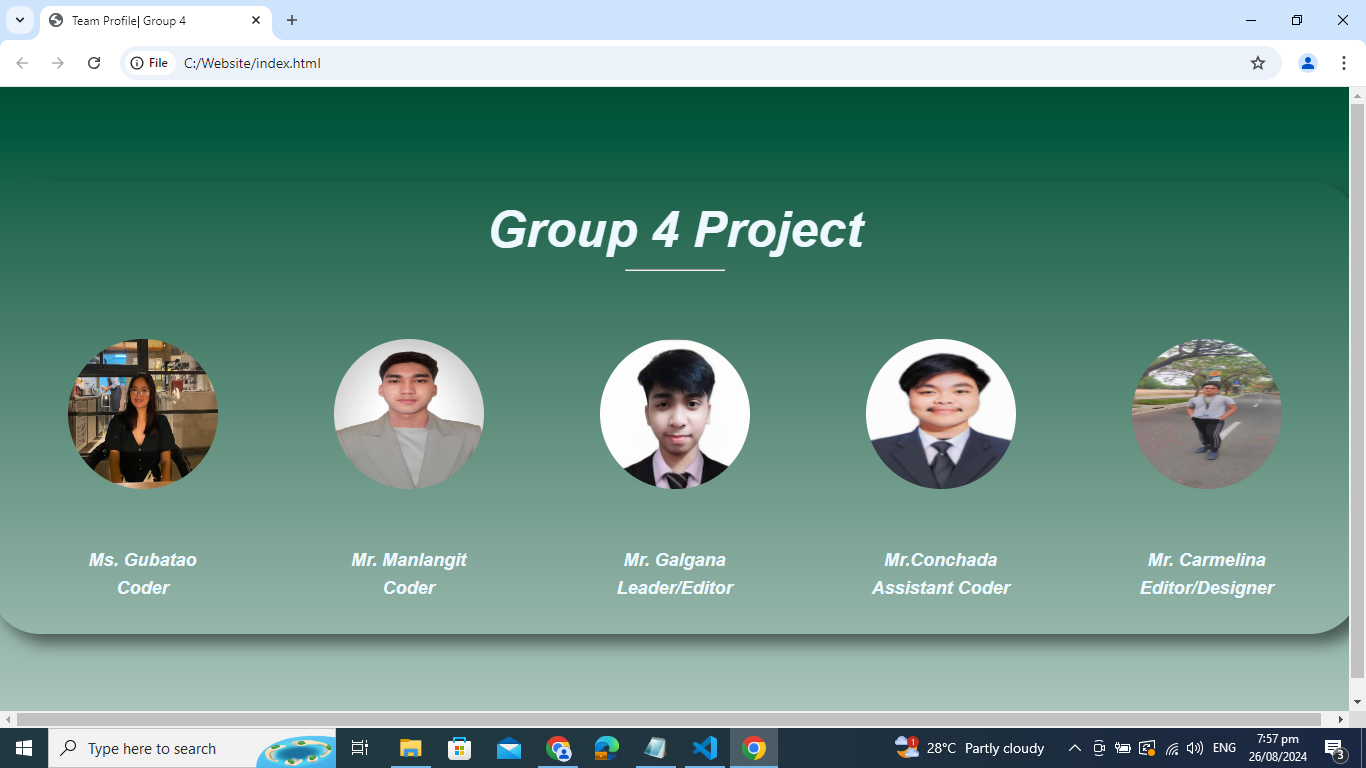 Team Profile| Group 4
File
C:/Website/index.html
Group 4 Project
Ms. Gubatao
Coder
Mr. Manlangit
Coder
Mr. Galgana
Leader/Editor
Mr.Conchada
Assistant Coder
Mr. Carmelina
Editor/Designer
Type here to search
1
28°C Partly cloudy
ENG
7:57 pm
26/08/2024
3